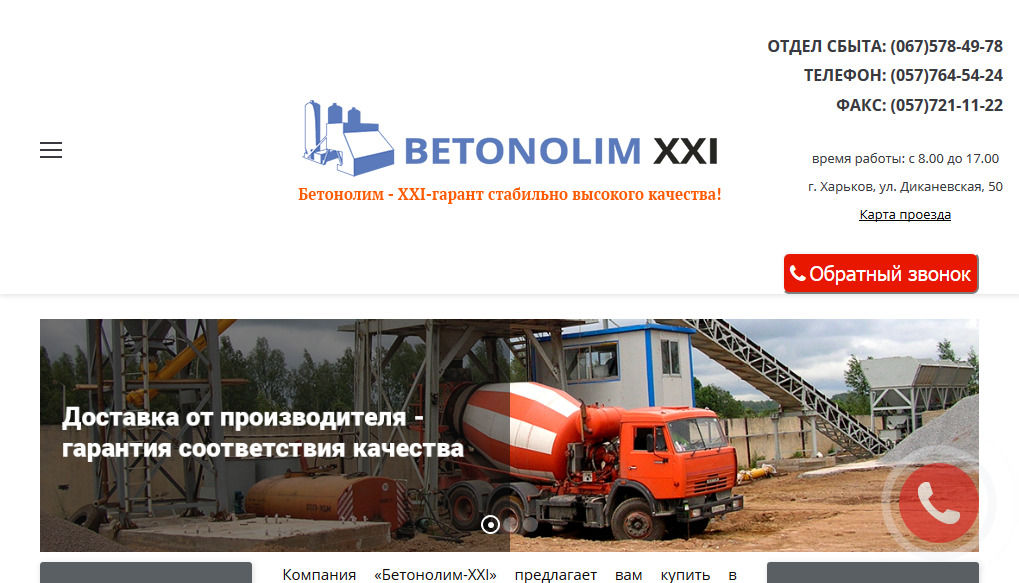 ОТДЕЛ СБЫТА: (067)578-49-78
ТЕЛЕФОН: (057)764-54-24
ФАКС: (057)721-11-22
BETONOLIM XXI
Бетонолим - XXI-гарант стабильно высокого качества!
время работы: с 8.00 до 17.00
г. Харьков, ул. Диканевская, 50
Карта проезда
Обратный звонок
Доставка от производителя -
гарантия соответствия качества
Компания «Бетонолим-XXI» предлагает вам купить в